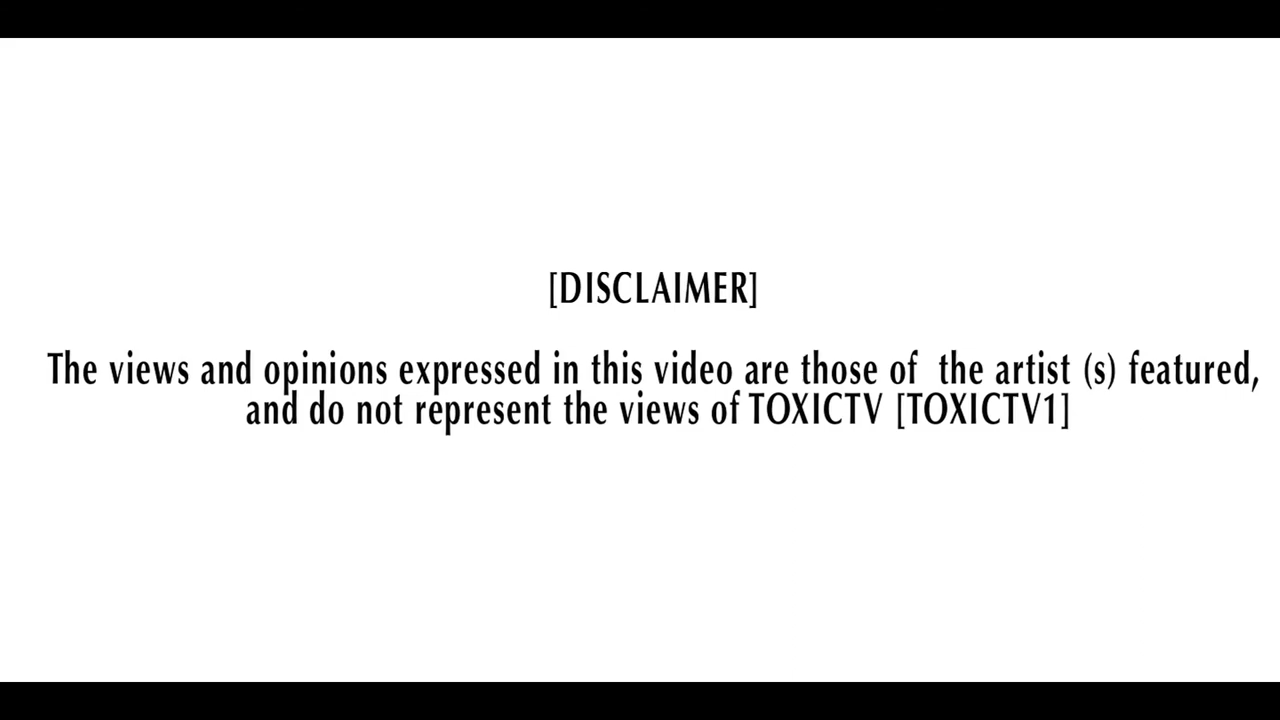 [DISCLAIMER]
The views and opinions expressed in this video are those of  the artist (s) featured,
and do not represent the views of TOXICTV [TOXICTV1]